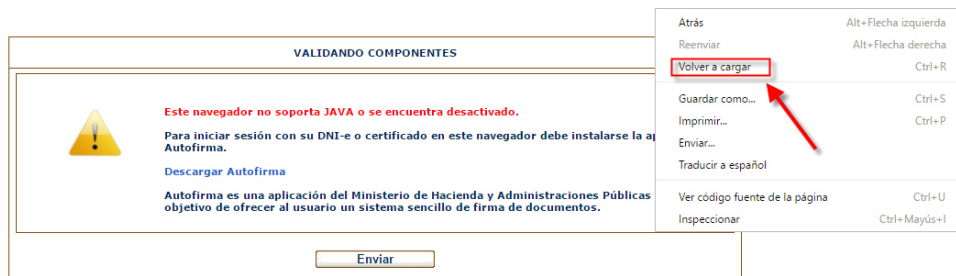 VALIDANDO COMPONENTES
Este navegador no soporta JAVA o se encuentra desactivado.
Para iniciar sesión con su DNI-e o certificado en este navegador debe instalarse la
Autofirma.
Descargar Autofirma
Autofirma es una aplicación del Ministerio de Hacienda y Administraciones Públicas
objetivo de ofrecer al usuario un sistema sencillo de firma de documentos.
Enviar
Atrás Alt+Flecha izquierda
Reenviar Alt+Flecha derecha
Volver a cargar Ctrl+R
Guardar como... Ctrl+S
Imprimir... Ctrl+P
Enviar...
Traducir a español
Ver código fuente de la página Ctrl+U
Inspeccionar Ctrl+Mayús+I